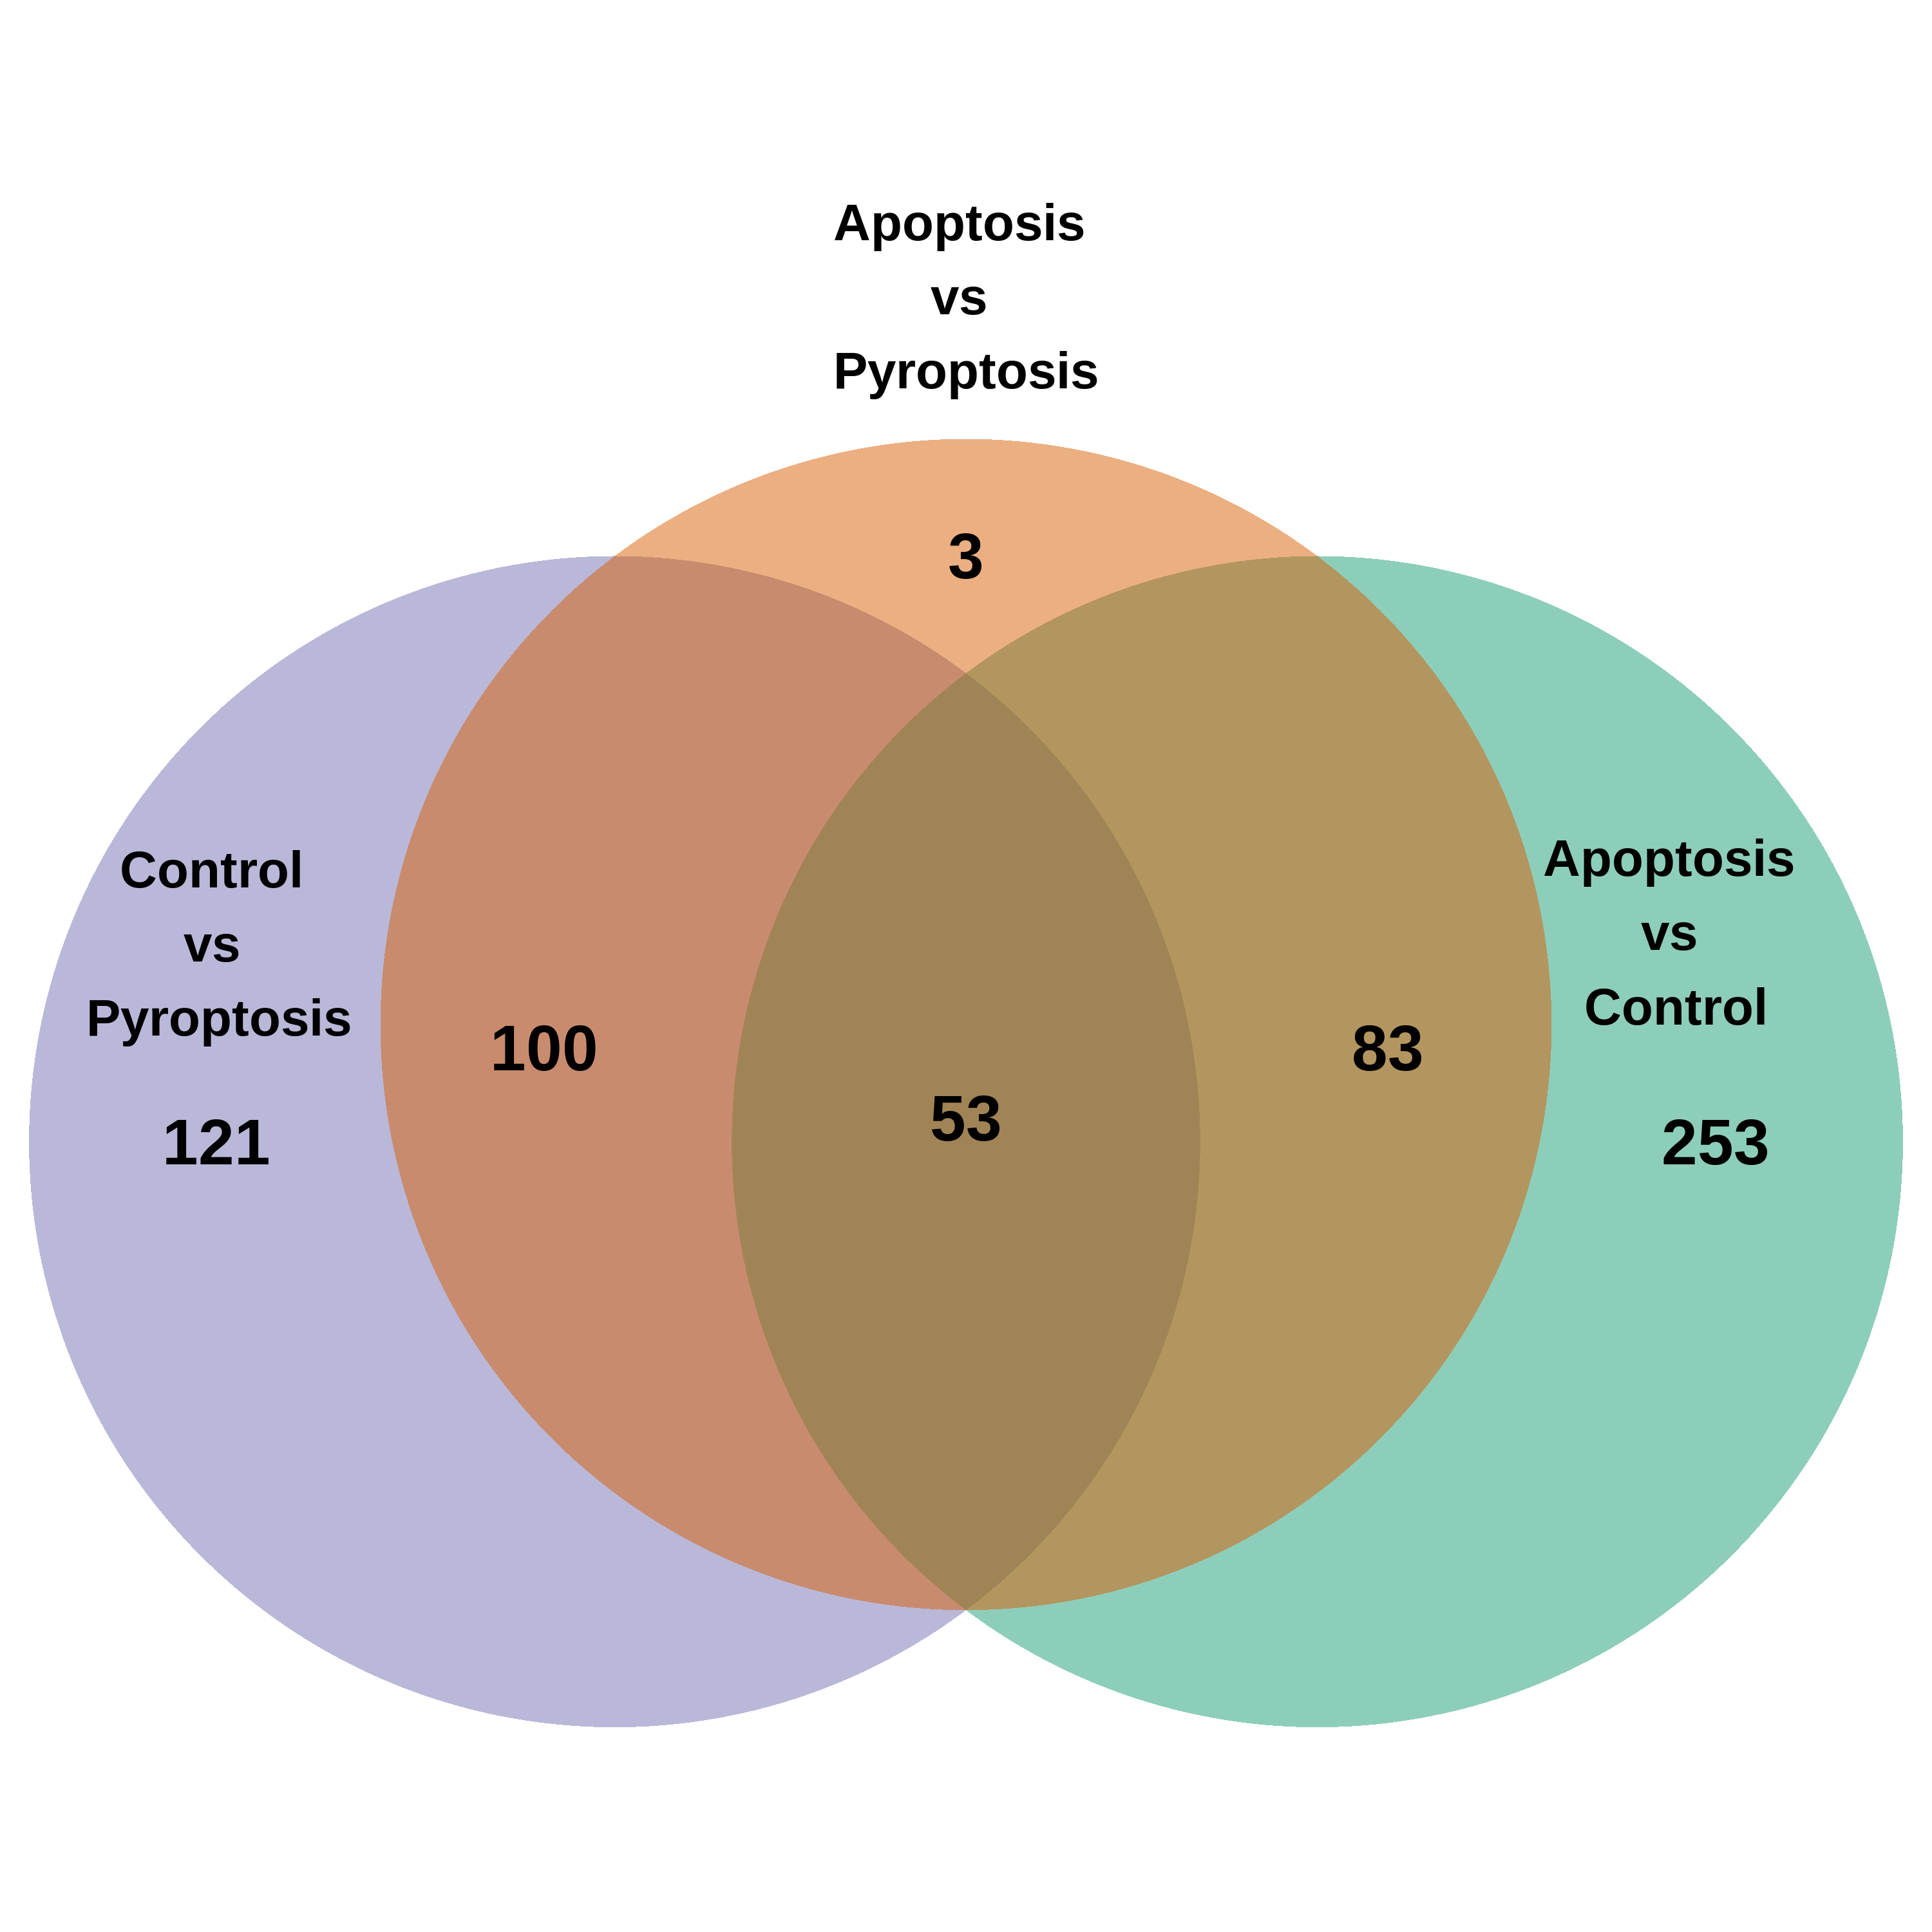 Apoptosis
vs
Pyroptosis
3
Control
vs
Pyroptosis
121
100
53
83
Apoptosis
vs
Control
253